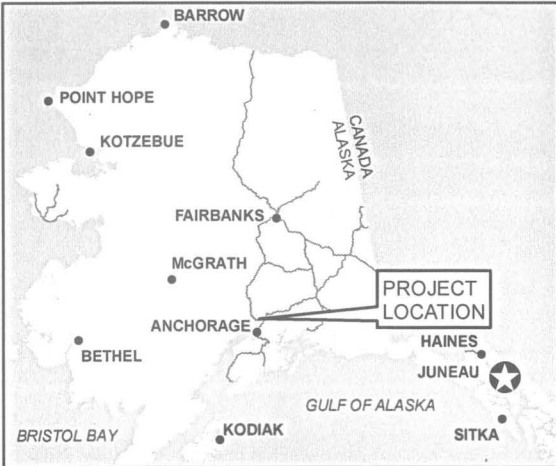 BARROW
POINT HOPE
KOTZEBUE
CANADA
ALASKA
FAIRBANKS
McGRATH
PROJECT
LOCATION
ANCHORAGE
HAINES
BETHEL
JUNEAU
GULF OF ALASKA
KODIAK
SITKA
BRISTOL BAY